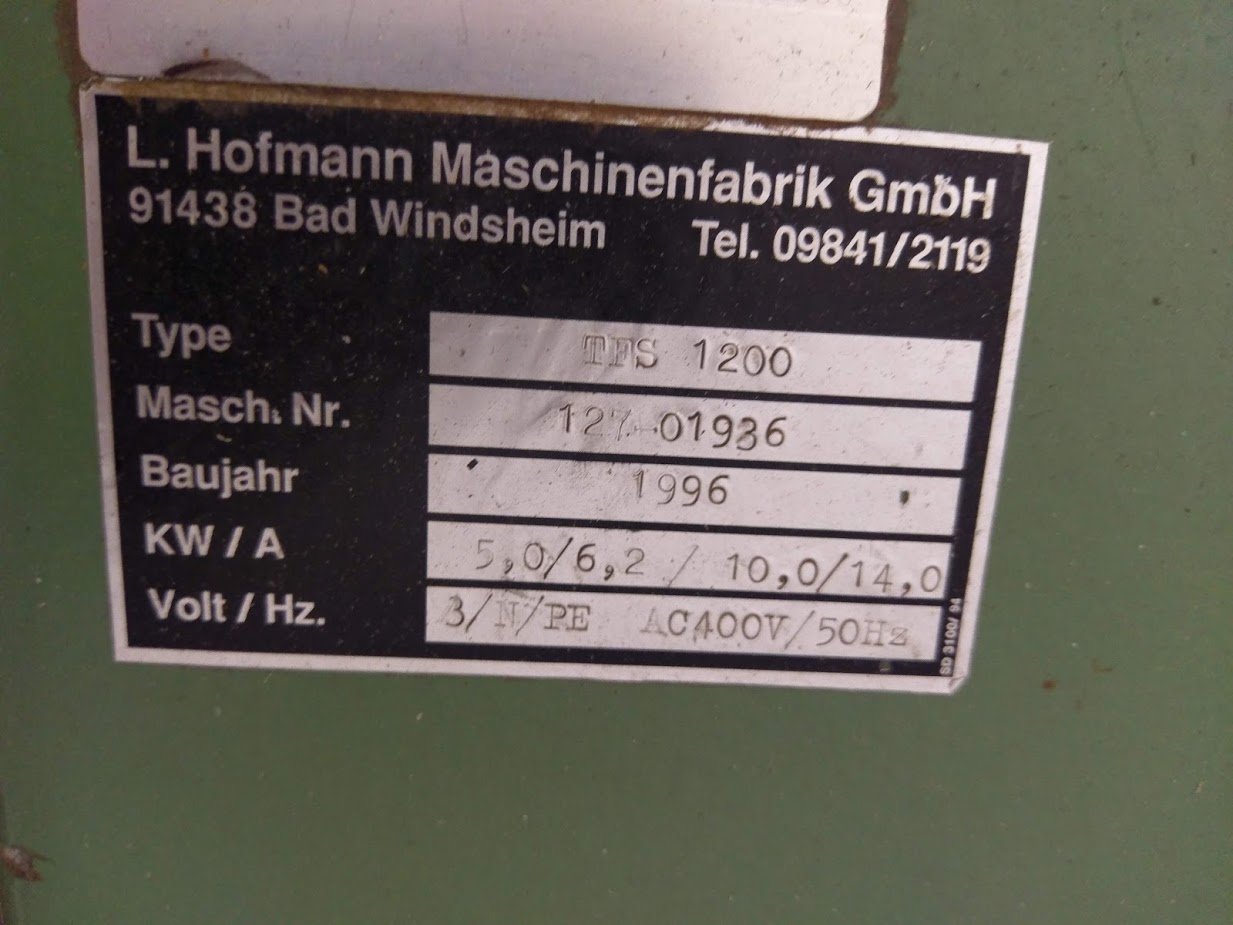 L. Hofmann Maschinenfabrik GmbH
91438 Bad Windsheim Tel. 09841/2119
Type TFS 1200
Masch. Nr. 127-01936
Baujahr 1996
KW / A 5,0/6,2 / 10,0/14,0
Volt / Hz. 3/N/PE AC400V/50Hz
SD 3100/ 94